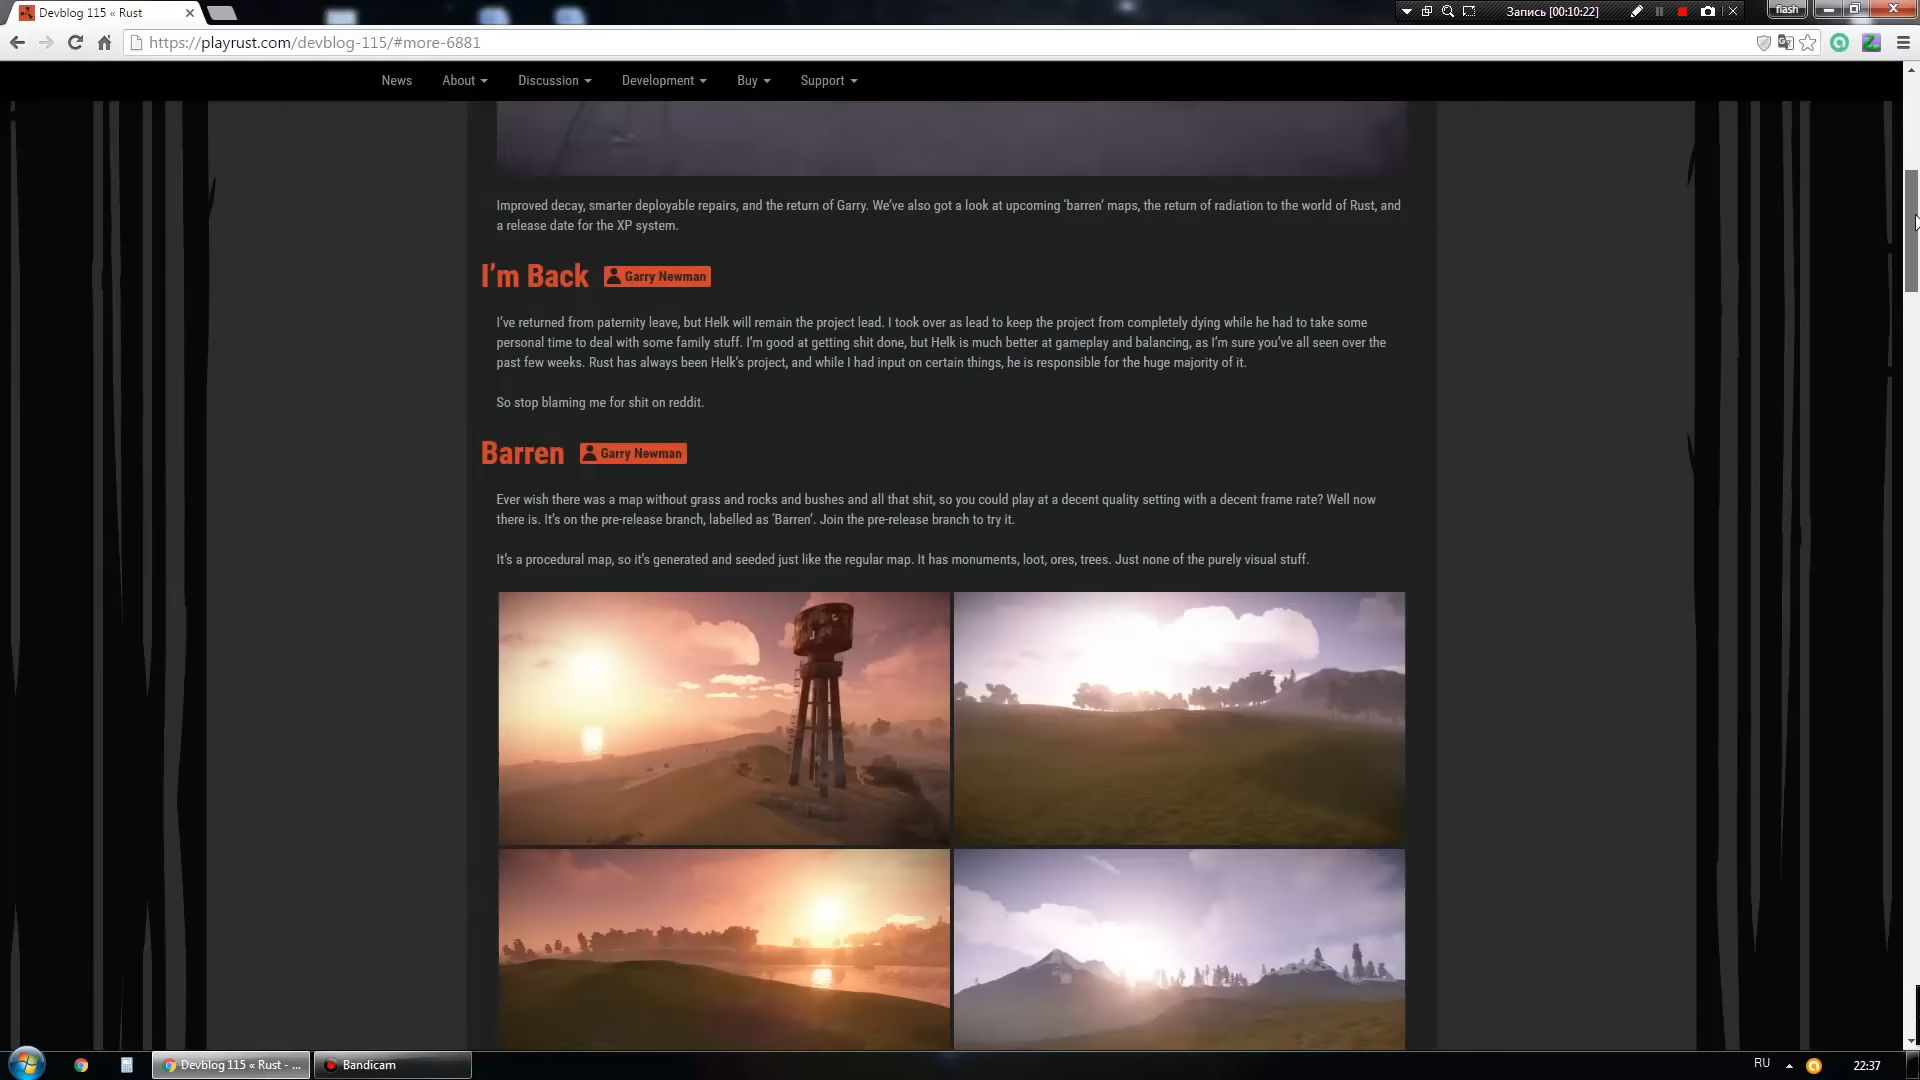 Devblog 115 « Rust
Запись [00:10:22]
flash
https://playrust.com/devblog-115/#more-6881
News About Discussion Development Buy Support
Improved decay, smarter deployable repairs, and the return of Garry. We've also got a look at upcoming 'barren' maps, the return of radiation to the world of Rust, and
a release date for the XP system.
I'm Back Garry Newman
I've returned from paternity leave, but Helk will remain the project lead. I took over as lead to keep the project from completely dying while he had to take some
personal time to deal with some family stuff. I'm good at getting shit done, but Helk is much better at gameplay and balancing, as I'm sure you've all seen over the
past few weeks. Rust has always been Helk's project, and while I had input on certain things, he is responsible for the huge majority of it.
So stop blaming me for shit on reddit.
Barren Garry Newman
Ever wish there was a map without grass and rocks and bushes and all that shit, so you could play at a decent quality setting with a decent frame rate? Well now
there is. It's on the pre-release branch, labelled as 'Barren'. Join the pre-release branch to try it.
It's a procedural map, so it's generated and seeded just like the regular map. It has monuments, loot, ores, trees. Just none of the purely visual stuff.
Devblog 115 « Rust - ...
Bandicam
RU
22:37